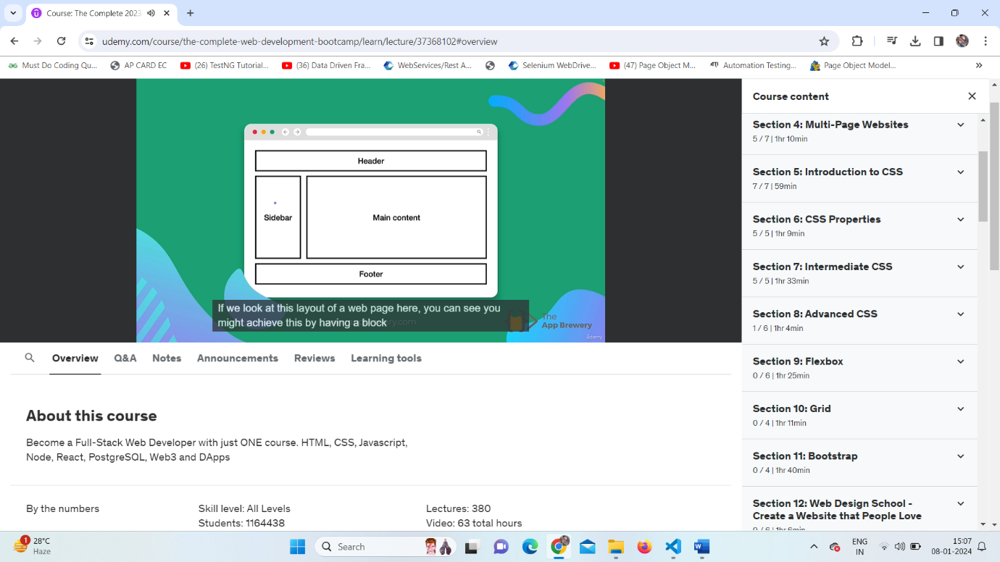 Course: The Complete 2023
udemy.com/course/the-complete-web-development-bootcamp/learn/lecture/37368102#overview
Must Do Coding Qu...
AP CARD EC
(26) TestNG Tutorial...
(36) Data Driven Fra...
WebServices/Rest A...
Selenium WebDrive...
(47) Page Object M...
Automation Testing...
Page Object Model...
Header
Sidebar
Main content
Footer
If we look at this layout of a web page here, you can see you
might achieve this by having a block
The
App Brewery
Udemy
Course content
Section 4: Multi-Page Websites
5 / 7 | 1hr 10min
Section 5: Introduction to CSS
7 / 7 | 59min
Section 6: CSS Properties
5 / 5 | 1hr 9min
Section 7: Intermediate CSS
5 / 5 | 1hr 33min
Section 8: Advanced CSS
1 / 6 | 1hr 4min
Section 9: Flexbox
0 / 6 | 1hr 25min
Section 10: Grid
0 / 4 | 1hr 11min
Section 11: Bootstrap
0 / 4 | 1hr 40min
Section 12: Web Design School -
Create a Website that People Love
0 / 6 | 1hr 6min
Overview
Q&A
Notes
Announcements
Reviews
Learning tools
About this course
Become a Full-Stack Web Developer with just ONE course. HTML, CSS, Javascript,
Node, React, PostgreSQL, Web3 and DApps
By the numbers
Skill level: All Levels
Students: 1164438
Lectures: 380
Video: 63 total hours
1
28°C
Haze
Search
ENG
IN
15:07
08-01-2024